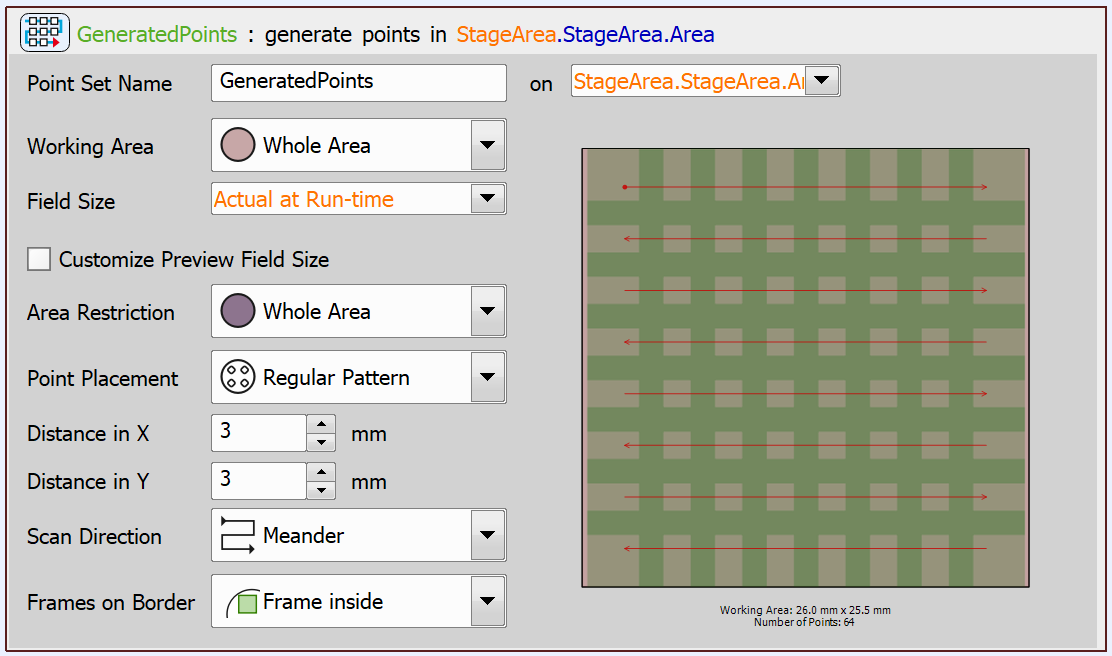 GeneratedPoints : generate points in StageArea.StageArea.Area
Point Set Name GeneratedPoints on StageArea.StageArea.Ar
Working Area Whole Area
Field Size Actual at Run-time
Customize Preview Field Size
Area Restriction Whole Area
Point Placement Regular Pattern
Distance in X 3 mm
Distance in Y 3 mm
Scan Direction Meander
Frames on Border Frame inside
Working Area: 26.0 mm x 25.5 mm
Number of Points: 64